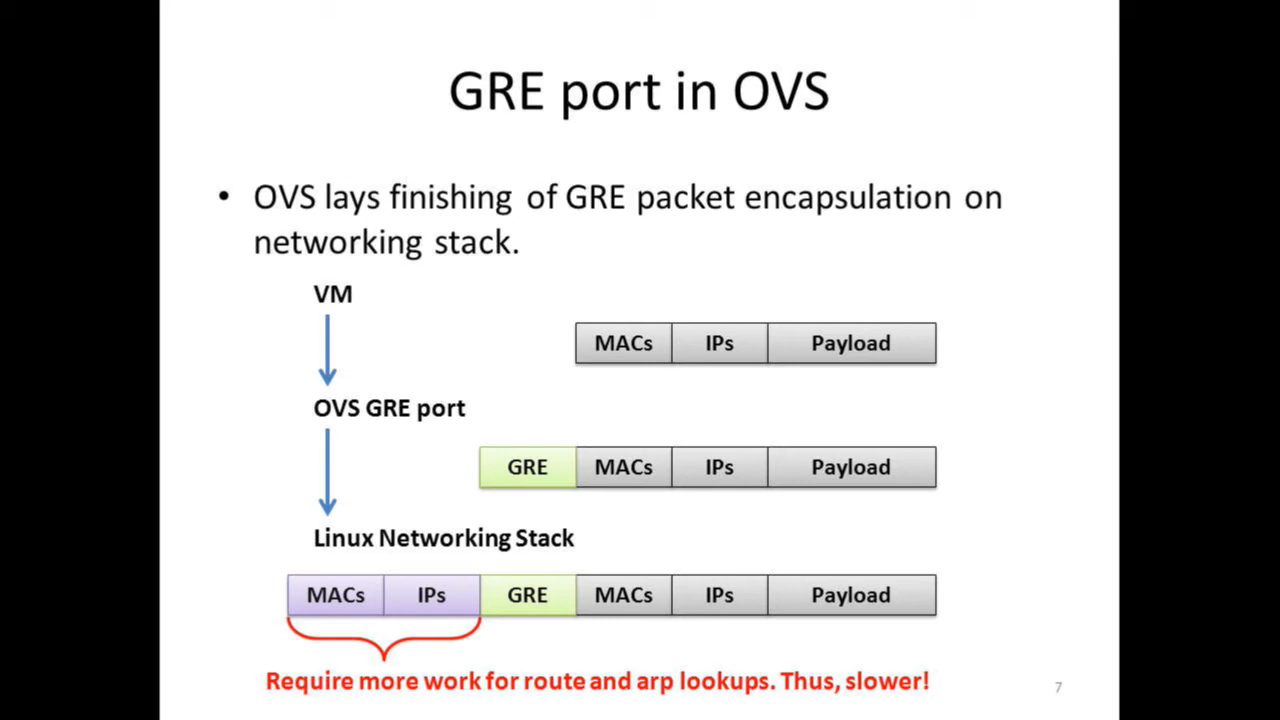 GRE port in OVS
• OVS lays finishing of GRE packet encapsulation on
networking stack.
VM
MACs IPs Payload
OVS GRE port
GRE MACs IPs Payload
Linux Networking Stack
MACs IPs GRE MACs IPs Payload
Require more work for route and arp lookups. Thus, slower!
7